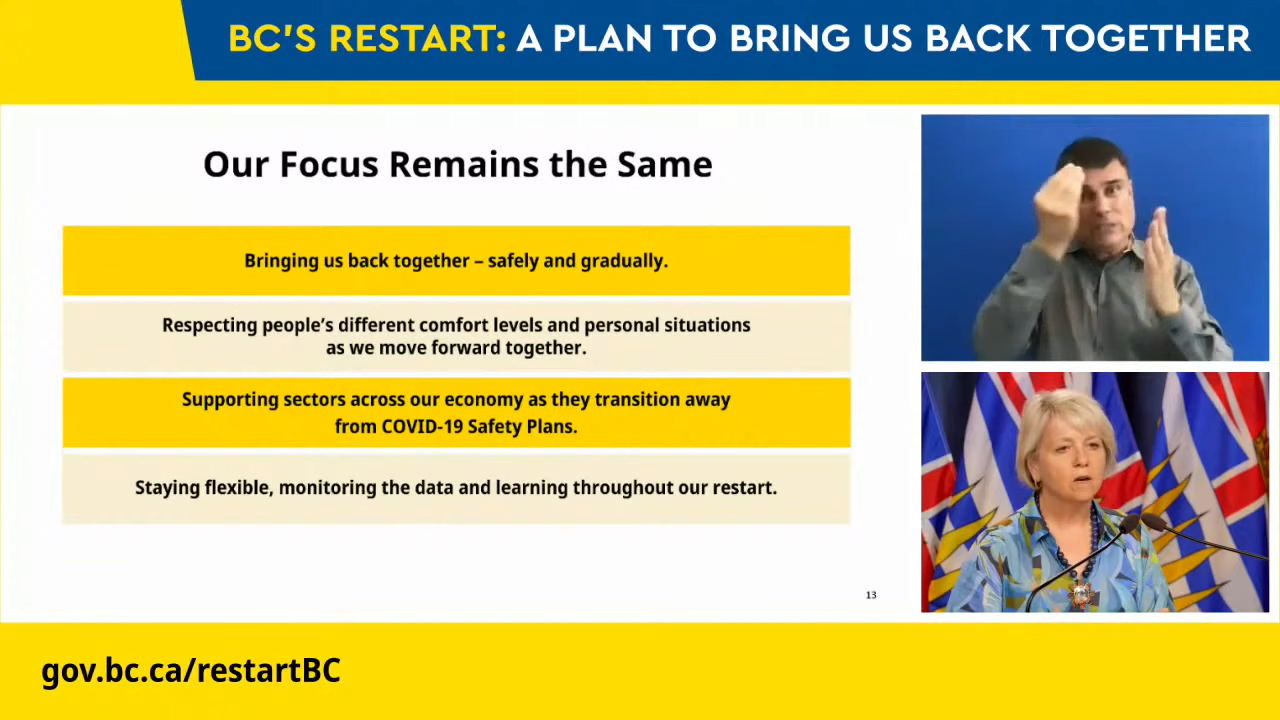 BC'S RESTART: A PLAN TO BRING US BACK TOGETHER
Our Focus Remains the Same
Bringing us back together – safely and gradually.
Respecting people's different comfort levels and personal situations
as we move forward together.
Supporting sectors across our economy as they transition away
from COVID-19 Safety Plans.
Staying flexible, monitoring the data and learning throughout our restart.
13
gov.bc.ca/restartBC